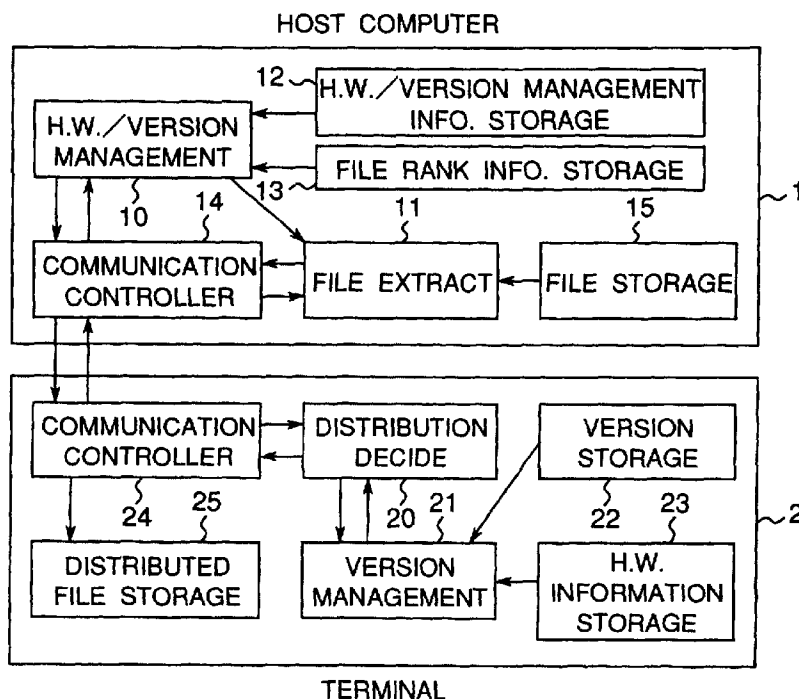 HOST COMPUTER
12
H.W./VERSION MANAGEMENT
INFO. STORAGE
H.W./VERSION
MANAGEMENT
FILE RANK INFO. STORAGE
13
10
14
11
15
1
COMMUNICATION
CONTROLLER
FILE EXTRACT
FILE STORAGE
COMMUNICATION
CONTROLLER
DISTRIBUTION
DECIDE
VERSION
STORAGE
24
25
20
21
22
23
2
DISTRIBUTED
FILE STORAGE
VERSION
MANAGEMENT
H.W.
INFORMATION
STORAGE
TERMINAL